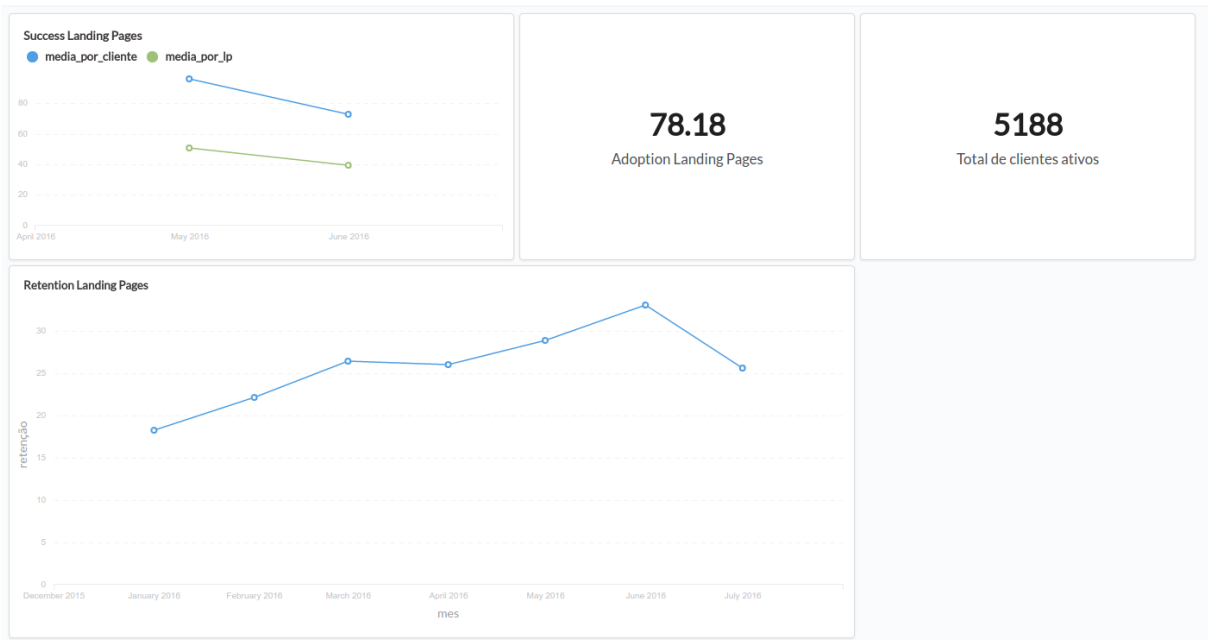 Success Landing Pages
media_por_cliente media_por_lp
80
60
40
20
0
April 2016 May 2016 June 2016
78.18
Adoption Landing Pages
5188
Total de clientes ativos
Retention Landing Pages
30
25
20
15
10
5
0
retenção
December 2015 January 2016 February 2016 March 2016 April 2016 May 2016 June 2016 July 2016
mes